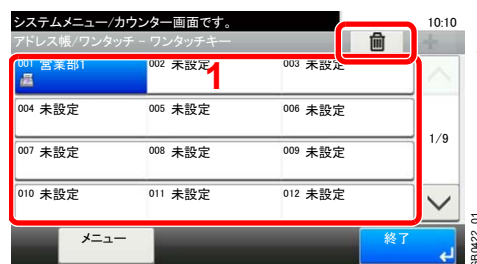 システムメニュー/カウンター画面です。 10:10
アドレス帳/ワンタッチ - ワンタッチキー
001 営業部1 002 未設定 003 未設定
1
004 未設定 005 未設定 006 未設定
1/9
007 未設定 008 未設定 009 未設定
010 未設定 011 未設定 012 未設定
メニュー 終了